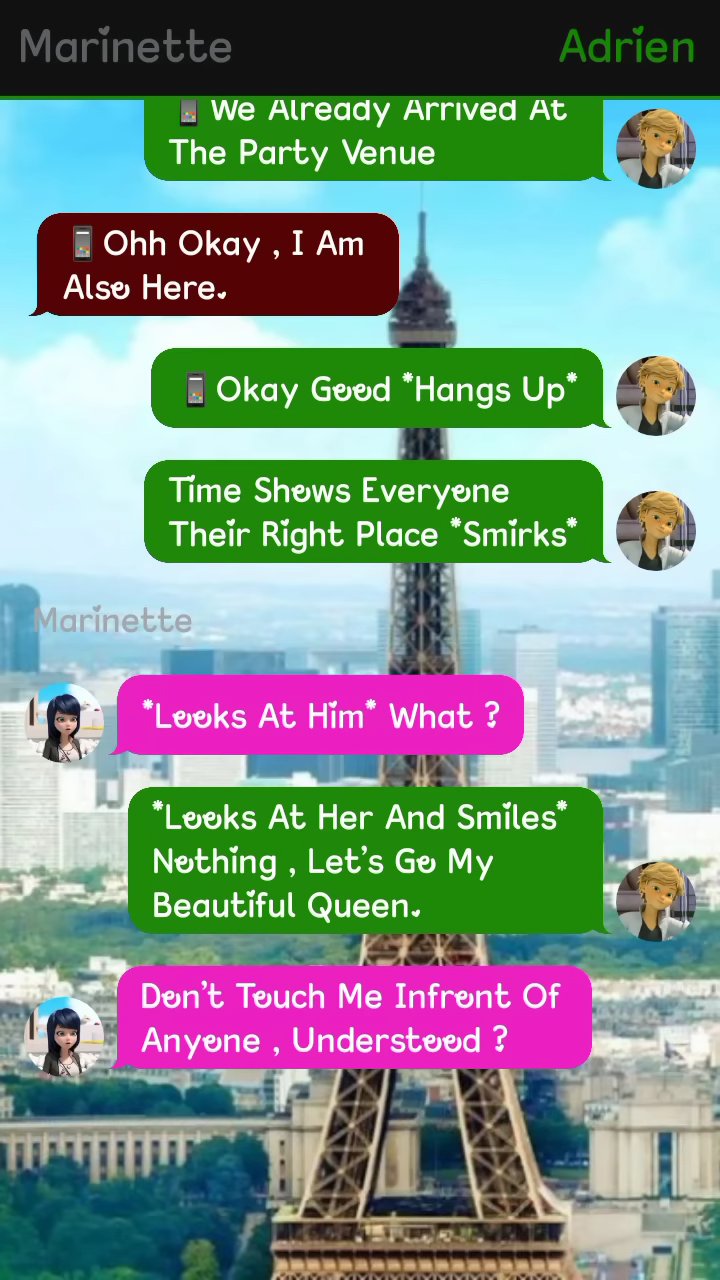 Marinette
Adrien
We Already Arrived At
The Party Venue
Ohh Okay , I Am
Also Here.
Okay Good *Hangs Up*
Time Shows Everyone
Their Right Place *Smirks*
Marinette
*Looks At Him* What ?
*Looks At Her And Smiles*
Nothing , Let's Go My
Beautiful Queen.
Don't Touch Me Infront Of
Anyone , Understood ?